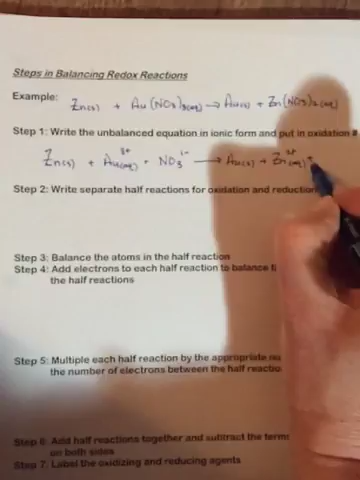 Steps in Balancing Redox Reactions
Example: Zn(s) + Au(NO3)3(aq) → Au(s) + Zn(NO3)2(aq)
Step 1: Write the unbalanced equation in ionic form and put in oxidation #
Zn(s) + Au(aq)3+ + NO3 1- → Au(s) + Zn(aq)2+ +
Step 2: Write separate half reactions for oxidation and reduction
Step 3: Balance the atoms in the half reaction
Step 4: Add electrons to each half reaction to balance
the half reactions
Step 5: Multiple each half reaction by the appropriate
the number of electrons between the half
Step 6: Add half reactions together and subtract the
on both sides
Step 7: Label the oxidizing and reducing agents